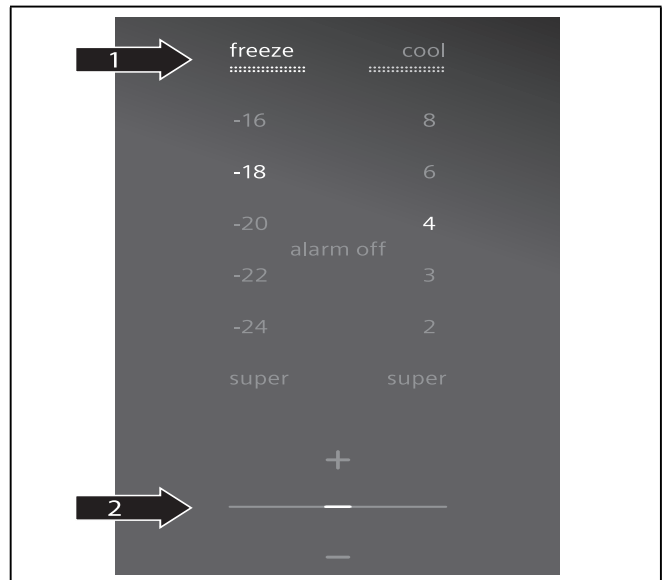 1 freeze cool
-16 8
-18 6
-20 4
alarm off
-22 3
-24 2
super super
+
2
−